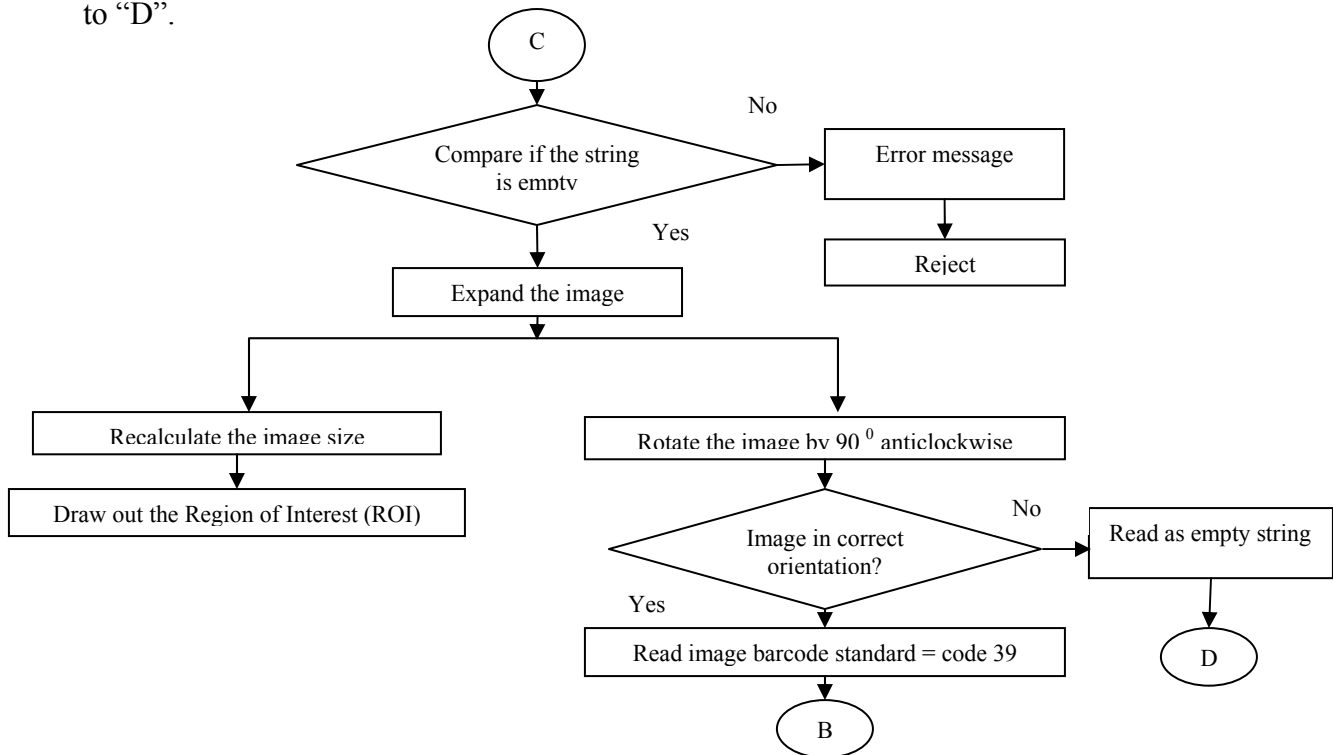 to “D”.
C
No
Compare if the string
is empty
Error message
Yes
Reject
Expand the image
Recalculate the image size
Rotate the image by 90 ⁰ anticlockwise
Draw out the Region of Interest (ROI)
No
Image in correct
orientation?
Read as empty string
Yes
Read image barcode standard = code 39
D
B